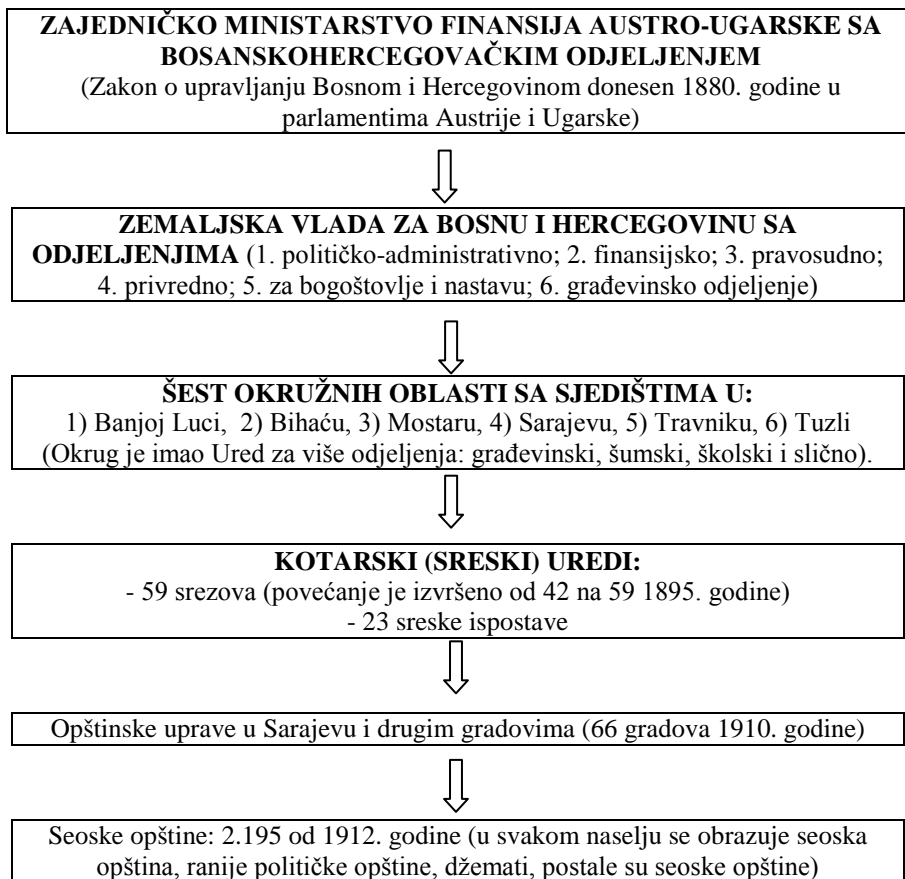 ZAJEDNIČKO MINISTARSTVO FINANSIJA AUSTRO-UGARSKE SA
BOSANSKOHERCEGOVAČKIM ODJELJENJEM
(Zakon o upravljanju Bosnom i Hercegovinom donesen 1880. godine u
parlamentima Austrije i Ugarske)
ZEMALJSKA VLADA ZA BOSNU I HERCEGOVINU SA
ODJELJENJIMA (1. političko-administrativno; 2. finansijsko; 3. pravosudno;
4. privredno; 5. za bogoštovlje i nastavu; 6. građevinsko odjeljenje)
ŠEST OKRUŽNIH OBLASTI SA SJEDIŠTIMA U:
1) Banjoj Luci, 2) Bihaću, 3) Mostaru, 4) Sarajevu, 5) Travniku, 6) Tuzli
(Okrug je imao Ured za više odjeljenja: građevinski, šumski, školski i slično).
KOTARSKI (SRESKI) UREDI:
- 59 srezova (povećanje je izvršeno od 42 na 59 1895. godine)
- 23 sreske ispostave
Opštinske uprave u Sarajevu i drugim gradovima (66 gradova 1910. godine)
Seoske opštine: 2.195 od 1912. godine (u svakom naselju se obrazuje seoska
opština, ranije političke opštine, džemati, postale su seoske opštine)